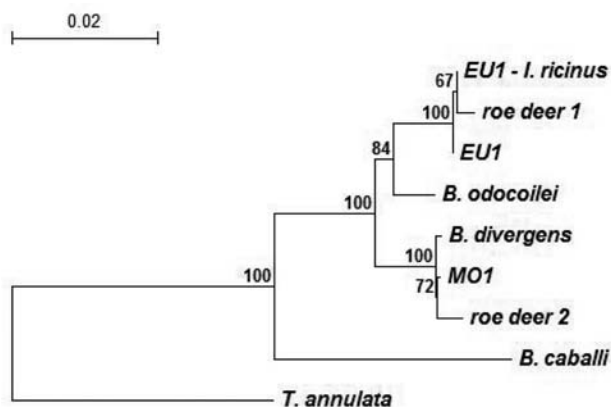 0.02
EU1 - I. ricinus
67
roe deer 1
100
EU1
84
B. odocoilei
100
B. divergens
100
MO1
100
72
roe deer 2
B. caballi
T. annulata